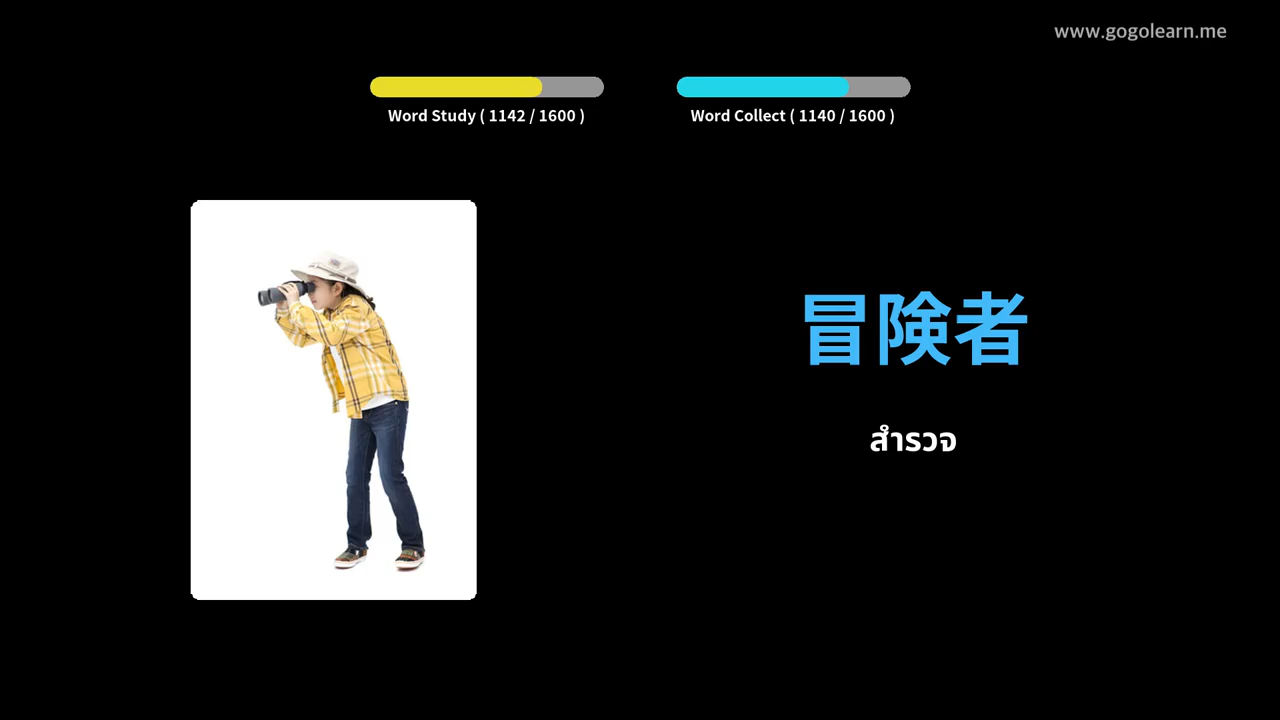 www.gogolearn.me
Word Study ( 1142 / 1600 )
Word Collect ( 1140 / 1600 )
冒険者
สำรวจ